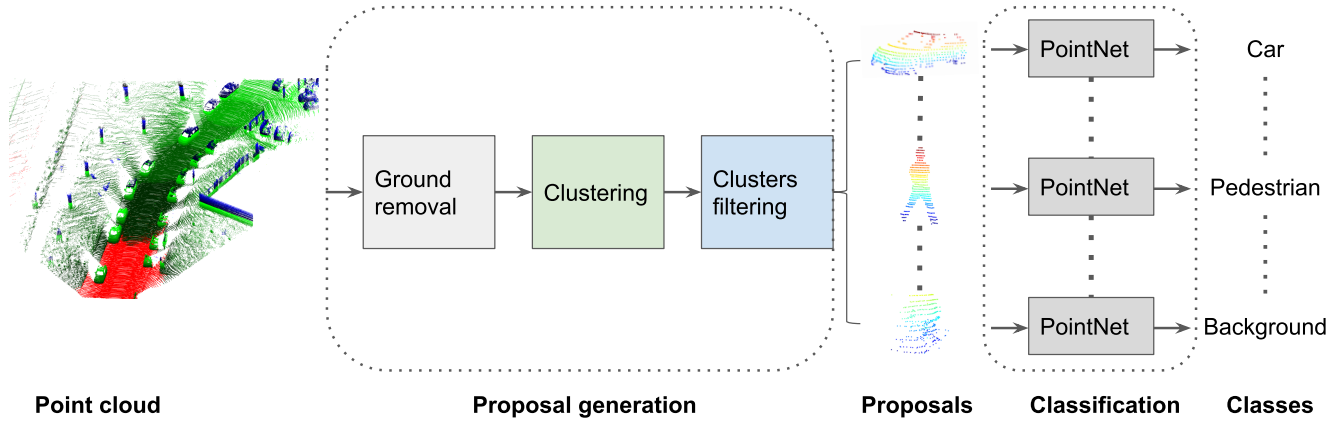 PointNet
Car
Ground
removal
Clustering
Clusters
filtering
PointNet
Pedestrian
PointNet
Background
Point cloud
Proposal generation
Proposals
Classification
Classes